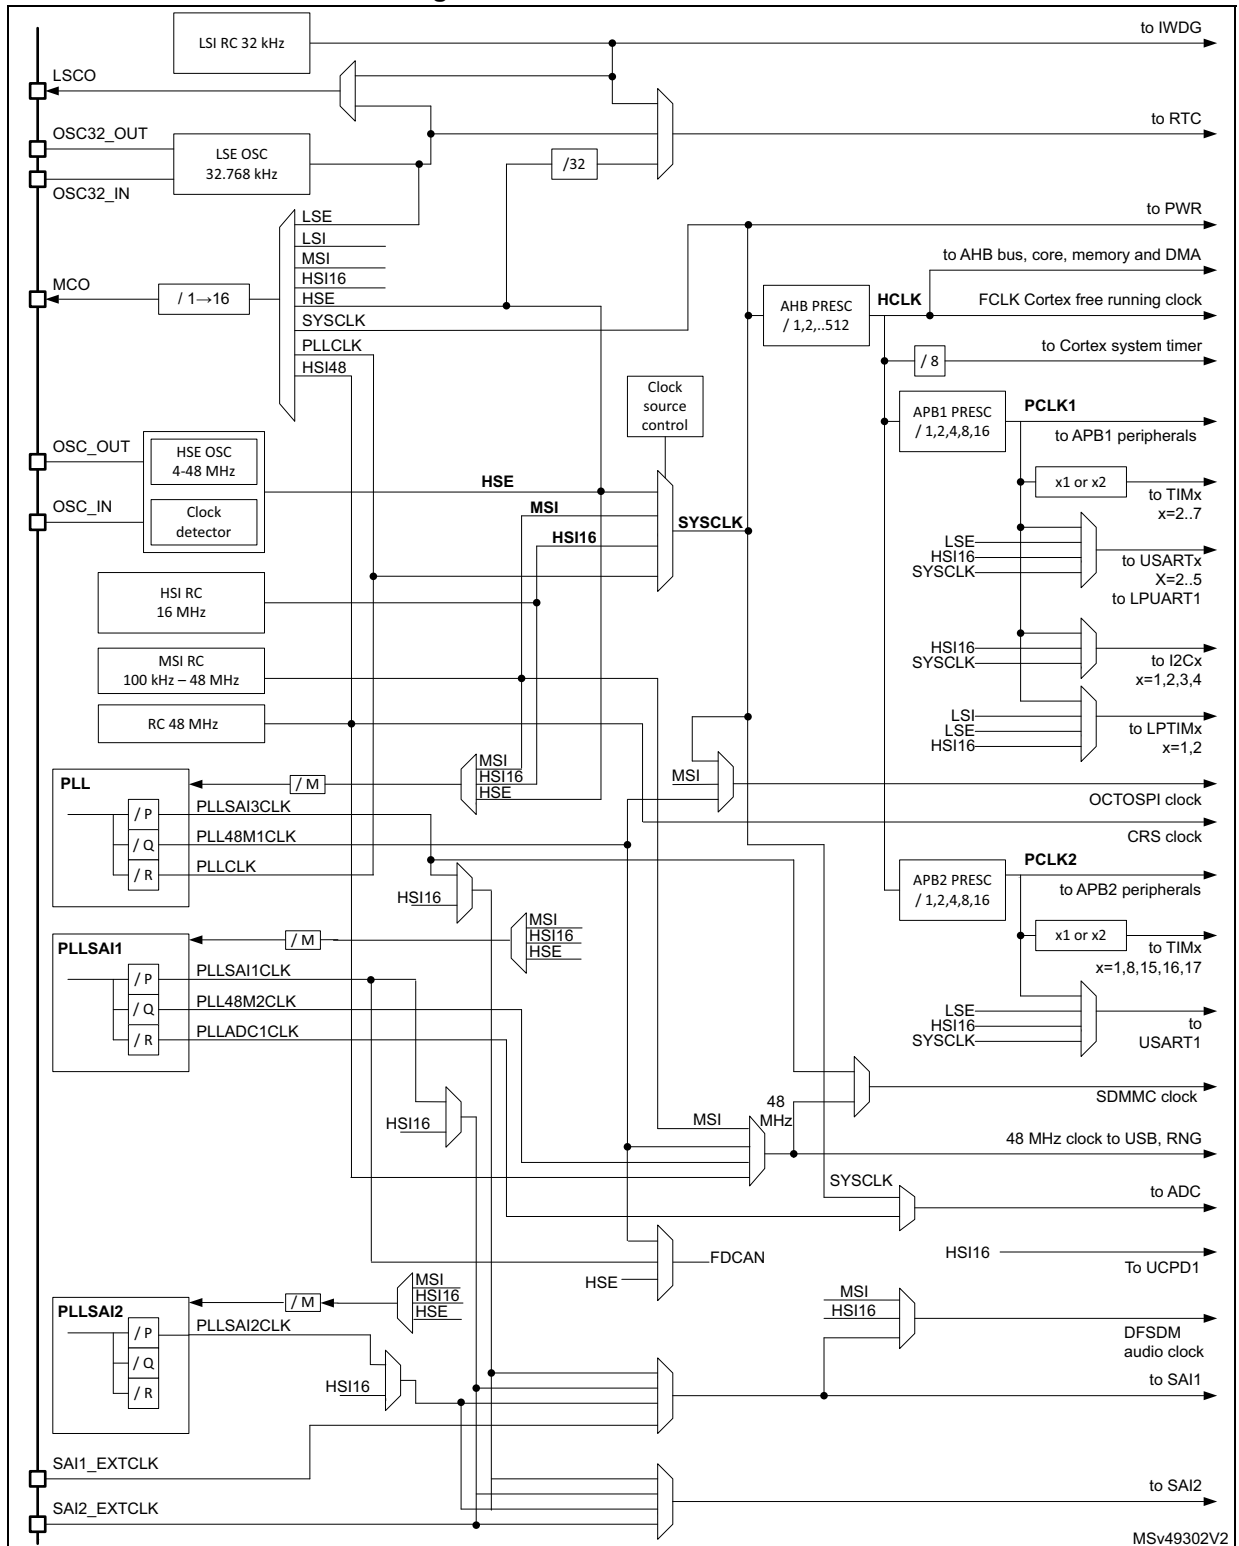 LSI RC 32 kHz
to IWDG
LSCO
OSC32_OUT
to RTC
LSE OSC
32.768 kHz
/32
OSC32_IN
LSE
to PWR
LSI
MSI
to AHB bus, core, memory and DMA
HSI16
MCO
/ 1→16
HSE
AHB PRESC
/ 1,2,..512
HCLK
FCLK Cortex free running clock
SYSCLK
PLLCLK
to Cortex system timer
HSI48
/ 8
Clock
source
control
APB1 PRESC
/ 1,2,4,8,16
PCLK1
to APB1 peripherals
OSC_OUT
HSE OSC
4-48 MHz
HSE
x1 or x2
to TIMx
x=2..7
OSC_IN
Clock
detector
MSI
SYSCLK
HSI16
LSE
HSI16
SYSCLK
to USARTx
X=2..5
to LPUART1
HSI RC
16 MHz
HSI16
SYSCLK
to I2Cx
x=1,2,3,4
MSI RC
100 kHz – 48 MHz
RC 48 MHz
LSI
LSE
HSI16
to LPTIMx
x=1,2
PLL
/ M
MSI
HSI16
HSE
MSI
OCTOSPI clock
/ P
PLLSAI3CLK
/ Q
PLL48M1CLK
CRS clock
/ R
PLLCLK
HSI16
APB2 PRESC
/ 1,2,4,8,16
PCLK2
to APB2 peripherals
PLLSAI1
/ M
MSI
HSI16
HSE
x1 or x2
to TIMx
x=1,8,15,16,17
/ P
PLLSAI1CLK
/ Q
PLL48M2CLK
/ R
PLLADC1CLK
LSE
HSI16
SYSCLK
to
USART1
HSI16
MSI
48
MHz
SDMMC clock
48 MHz clock to USB, RNG
SYSCLK
to ADC
FDCAN
HSE
HSI16
To UCPD1
PLLSAI2
/ M
MSI
HSI16
HSE
MSI
HSI16
DFSDM
audio clock
/ P
PLLSAI2CLK
/ Q
/ R
HSI16
to SAI1
SAI1_EXTCLK
to SAI2
SAI2_EXTCLK
MSv49302V2